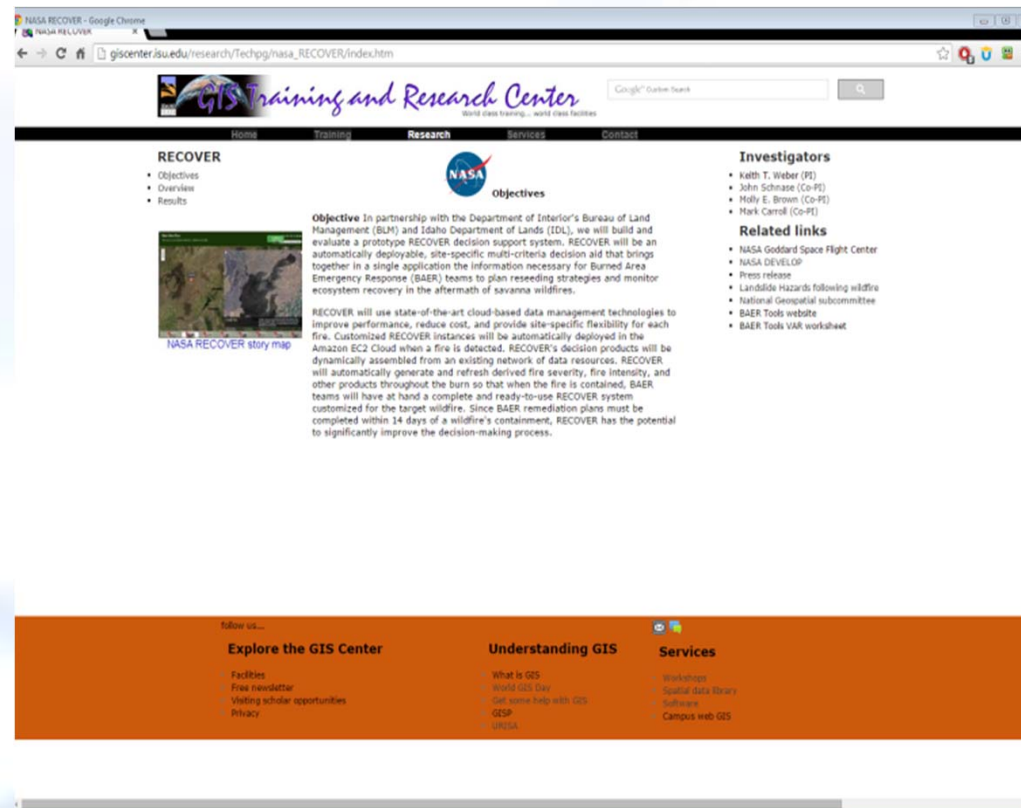 NASA RECOVER - Google Chrome
NASA RECOVER
giscenter.isu.edu/research/Techpg/nasa_RECOVER/index.htm
GIS Training and Research Center
World class training... world class facilities
Google Custom Search
Home Training Research Services Contact
RECOVER
Objectives
Overview
Results
NASA RECOVER story map
NASA
Objectives
Objective In partnership with the Department of Interior's Bureau of Land
Management (BLM) and Idaho Department of Lands (IDL), we will build and
evaluate a prototype RECOVER decision support system. RECOVER will be an
automatically deployable, site-specific multi-criteria decision aid that brings
together in a single application the information necessary for Burned Area
Emergency Response (BAER) teams to plan reseeding strategies and monitor
ecosystem recovery in the aftermath of savanna wildfires.
RECOVER will use state-of-the-art cloud-based data management technologies to
improve performance, reduce cost, and provide site-specific flexibility for each
fire. Customized RECOVER instances will be automatically deployed in the
Amazon EC2 Cloud when a fire is detected. RECOVER's decision products will be
dynamically assembled from an existing network of data resources. RECOVER
will automatically generate and refresh derived fire severity, fire intensity, and
other products throughout the burn so that when the fire is contained, BAER
teams will have at hand a complete and ready-to-use RECOVER system
customized for the target wildfire. Since BAER remediation plans must be
completed within 14 days of a wildfire's containment, RECOVER has the potential
to significantly improve the decision-making process.
Investigators
Keith T. Weber (PI)
John Schnase (Co-PI)
Molly E. Brown (Co-PI)
Mark Carroll (Co-PI)
Related links
NASA Goddard Space Flight Center
NASA DEVELOP
Press release
Landslide Hazards following wildfire
National Geospatial subcommittee
BAER Tools website
BAER Tools VAR worksheet
follow us...
Explore the GIS Center
Facilities
Free newsletter
Visiting scholar opportunities
Privacy
Understanding GIS
What is GIS
World GIS Day
Get some help with GIS
GISP
URISA
Services
Workshops
Spatial data library
Software
Campus web GIS